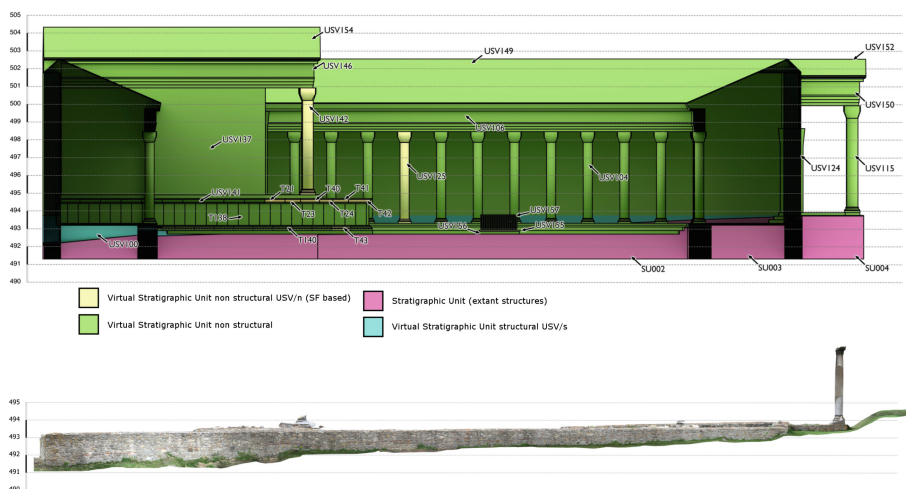 505
504
503
502
501
500
499
498
497
496
495
494
493
492
491
490
USV154
USV149
USV152
USV146
USV150
USV142
USV106
USV137
USV125
USV104
USV124
USV115
USV141
T21
T40
T41
T138
T23
T24
T42
USV157
USV156
USV155
USV100
T140
T43
SU002
SU003
SU004
Virtual Stratigraphic Unit non structural USV/n (SF based)
Stratigraphic Unit (extant structures)
Virtual Stratigraphic Unit non structural
Virtual Stratigraphic Unit structural USV/s
495
494
493
492
491
490